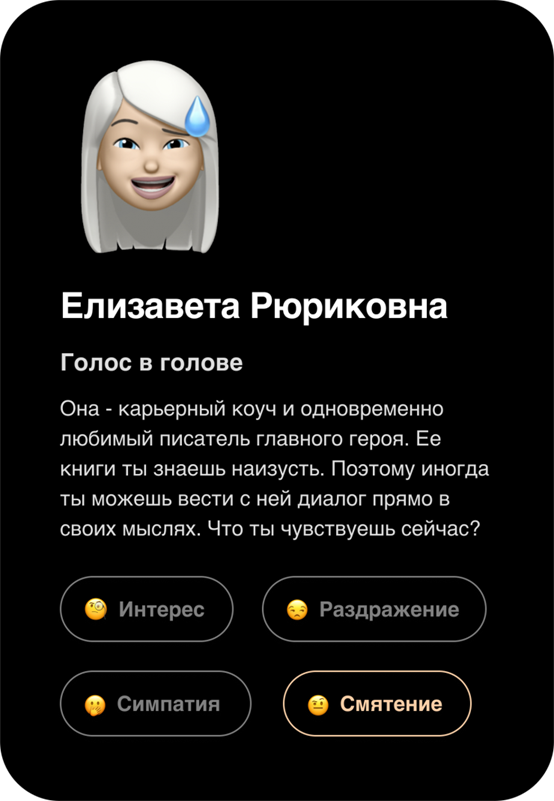 Елизавета Рюриковна
Голос в голове
Она - карьерный коуч и одновременно
любимый писатель главного героя. Ее
книги ты знаешь наизусть. Поэтому иногда
ты можешь вести с ней диалог прямо в
своих мыслях. Что ты чувствуешь сейчас?
Интерес
Раздражение
Симпатия
Смятение